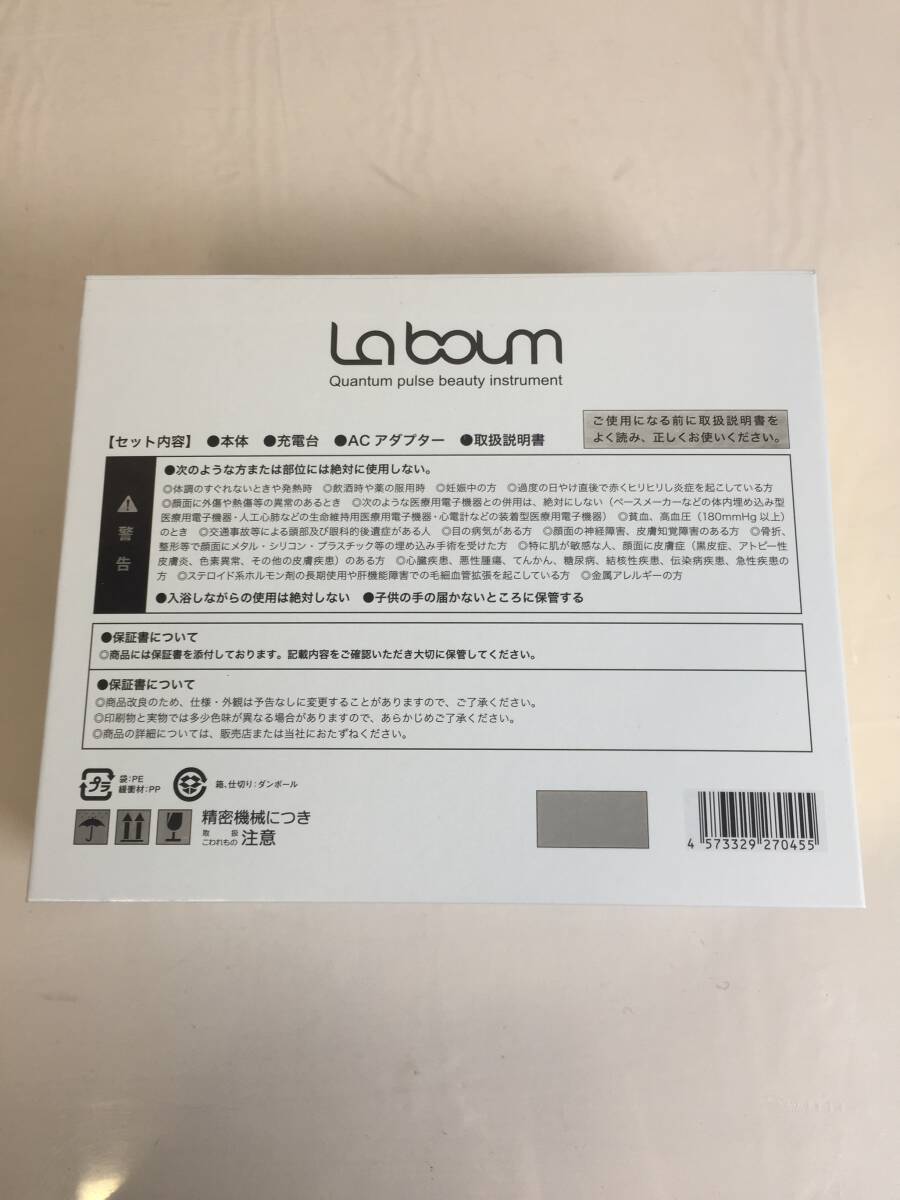 La boum
Quantum pulse beauty instrument
【セット内容】 ●本体 ●充電台 ●AC アダプター ●取扱説明書
ご使用になる前に取扱説明書を
よく読み、正しくお使いください。
警告
●次のような方または部位には絶対に使用しない。
◎体調のすぐれないときや発熱時 ◎飲酒時や薬の服用時 ◎妊娠中の方 ◎過度の日やけ直後で赤くヒリヒリし炎症を起こしている方
◎顔面に外傷や熱傷等の異常のあるとき ◎次のような医療用電子機器との併用は、絶対にしない（ペースメーカーなどの体内埋め込み型
医療用電子機器・人工心肺などの生命維持用医療用電子機器・心電計などの装着型医療用電子機器） ◎貧血、高血圧（180mmHg 以上）
のとき ◎交通事故等による頭部及び眼科的後遺症がある人 ◎目の病気がある方 ◎顔面の神経障害、皮膚知覚障害のある方 ◎骨折、
整形等で顔面にメタル・シリコン・プラスチック等の埋め込み手術を受けた方 ◎特に肌が敏感な人、顔面に皮膚症（黒皮症、アトピー性
皮膚炎、色素異常、その他の皮膚疾患）のある方 ◎心臓疾患、悪性腫瘍、てんかん、糖尿病、結核性疾患、伝染病疾患、急性疾患の
方 ◎ステロイド系ホルモン剤の長期使用や肝機能障害での毛細血管拡張を起こしている方 ◎金属アレルギーの方
●入浴しながらの使用は絶対しない ●子供の手の届かないところに保管する
●保証書について
◎商品には保証書を添付しております。記載内容をご確認いただき大切に保管してください。
●保証書について
◎商品改良のため、仕様・外観は予告なしに変更することがありますので、ご了承ください。
◎印刷物と実物では多少色味が異なる場合がありますので、あらかじめご了承ください。
◎商品の詳細については、販売店または当社におたずねください。
プラ
袋：PE
緩衝材：PP
箱、仕切り：ダンボール
精密機械につき
取扱
こわれもの
注意
4 573329 270455